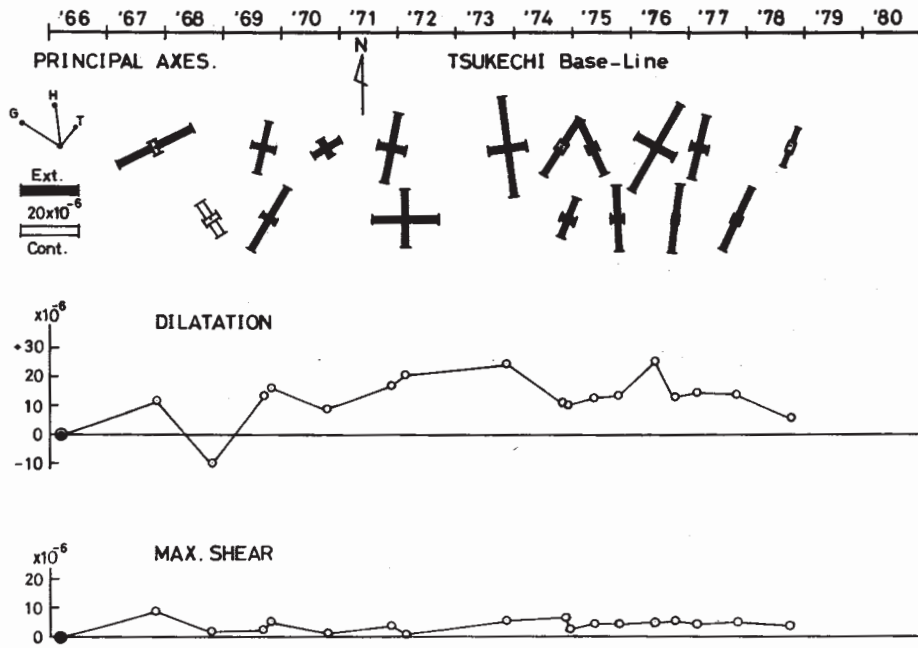 '66 '67 '68 '69 '70 '71 '72 '73 '74 '75 '76 '77 '78 '79 '80
PRINCIPAL AXES. N TSUKECHI Base-Line
H
G T
Ext.
20x10⁻⁶
Cont.
x10⁻⁶
DILATATION
+30
20
10
0
-10
x10⁻⁶
MAX. SHEAR
20
10
0